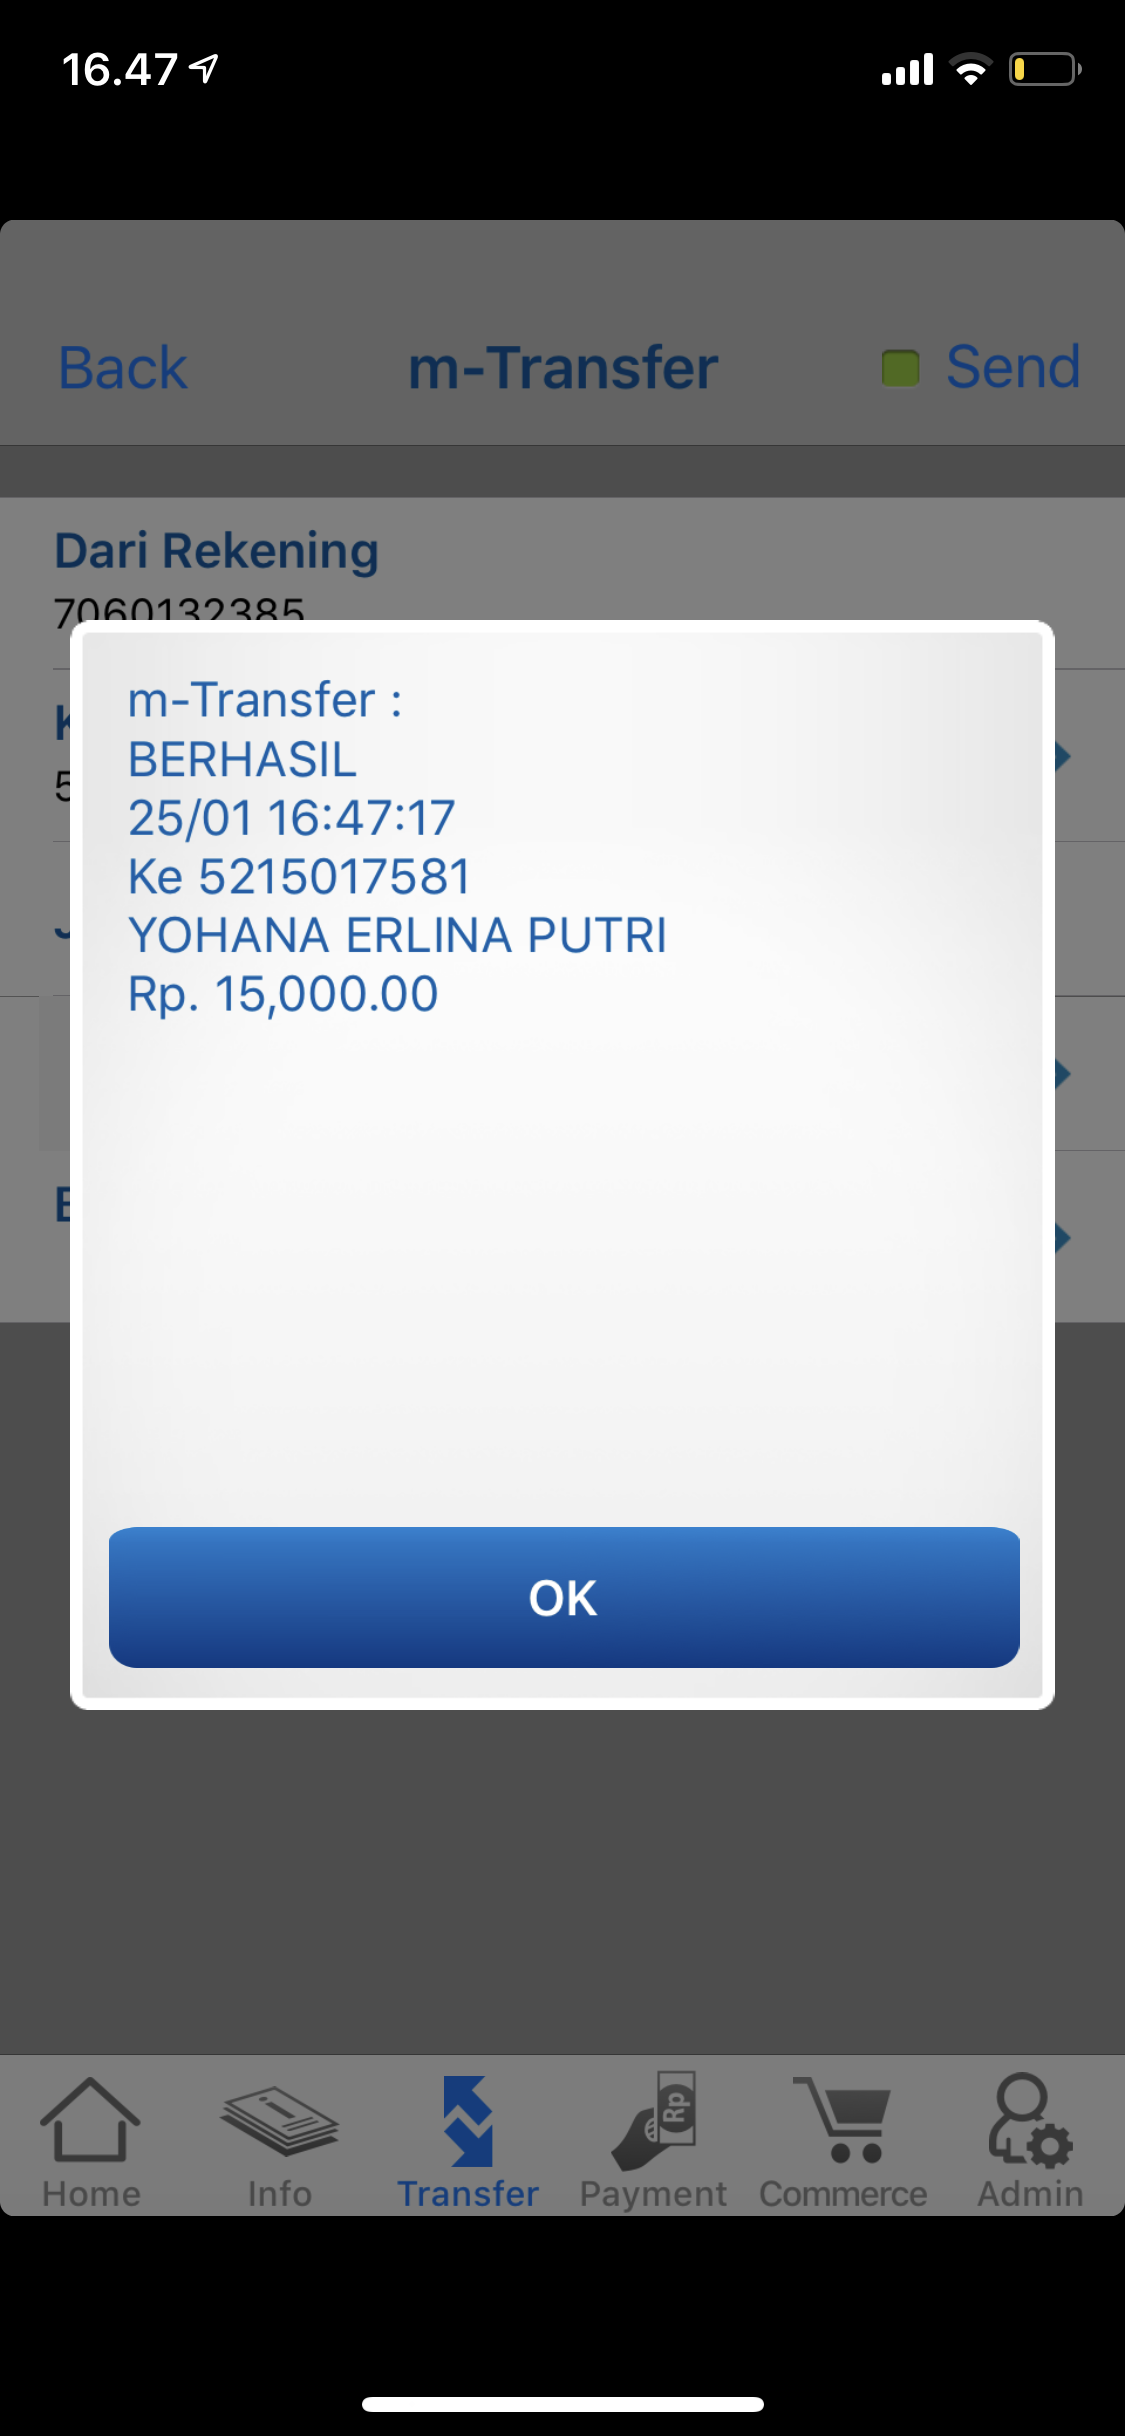 16.47
Back m-Transfer Send
Dari Rekening
7060132385
m-Transfer :
BERHASIL
25/01 16:47:17
Ke 5215017581
YOHANA ERLINA PUTRI
Rp. 15,000.00
OK
Rp
Home Info Transfer Payment Commerce Admin